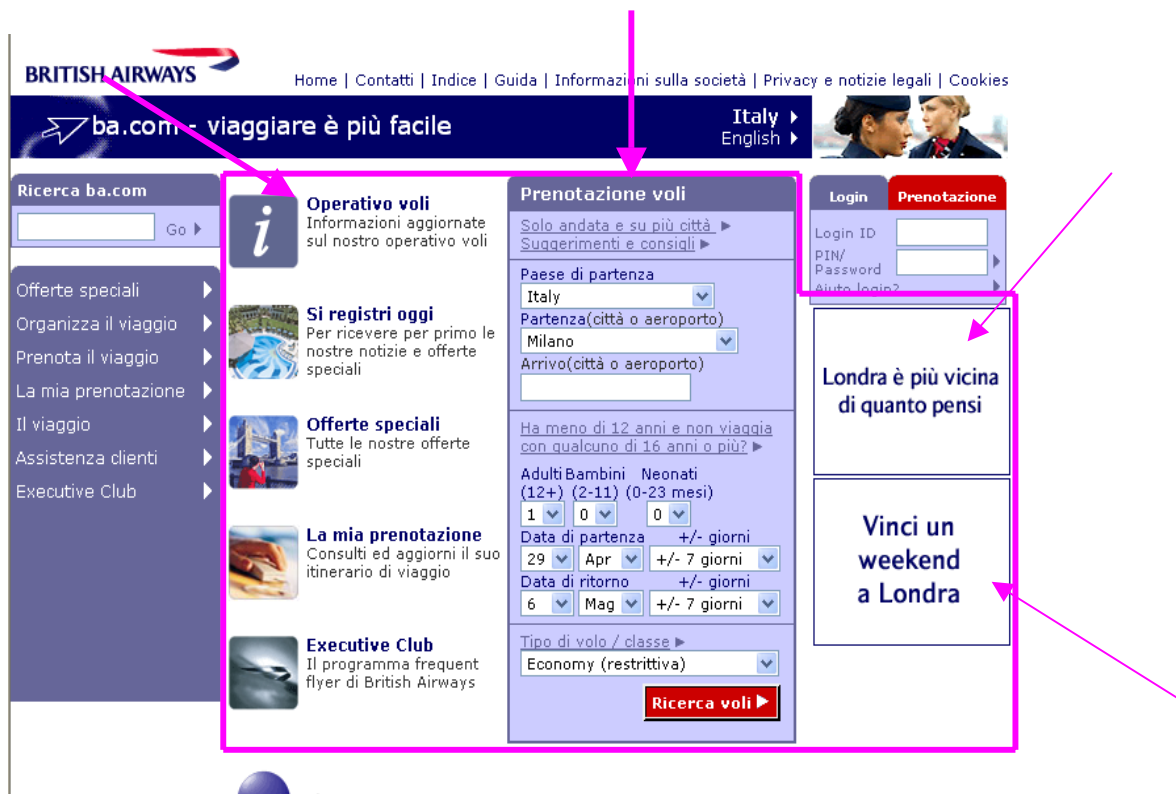 BRITISH AIRWAYS
Home | Contatti | Indice | Guida | Informazioni sulla società | Privacy e notizie legali | Cookies
ba.com - viaggiare è più facile
Italy
English
Ricerca ba.com
Go
Offerte speciali
Organizza il viaggio
Prenota il viaggio
La mia prenotazione
Il viaggio
Assistenza clienti
Executive Club
i
Operativo voli
Informazioni aggiornate
sul nostro operativo voli
Si registri oggi
Per ricevere per primo le
nostre notizie e offerte
speciali
Offerte speciali
Tutte le nostre offerte
speciali
La mia prenotazione
Consulti ed aggiorni il suo
itinerario di viaggio
Executive Club
Il programma frequent
flyer di British Airways
Prenotazione voli
Solo andata e su più città
Suggerimenti e consigli
Paese di partenza
Italy
Partenza(città o aeroporto)
Milano
Arrivo(città o aeroporto)
Ha meno di 12 anni e non viaggia
con qualcuno di 16 anni o più?
Adulti Bambini Neonati
(12+) (2-11) (0-23 mesi)
1 0 0
Data di partenza +/- giorni
29 Apr +/- 7 giorni
Data di ritorno +/- giorni
6 Mag +/- 7 giorni
Tipo di volo / classe
Economy (restrittiva)
Ricerca voli
Login Prenotazione
Login ID
PIN/
Password
Aiuto login?
Londra è più vicina
di quanto pensi
Vinci un
weekend
a Londra